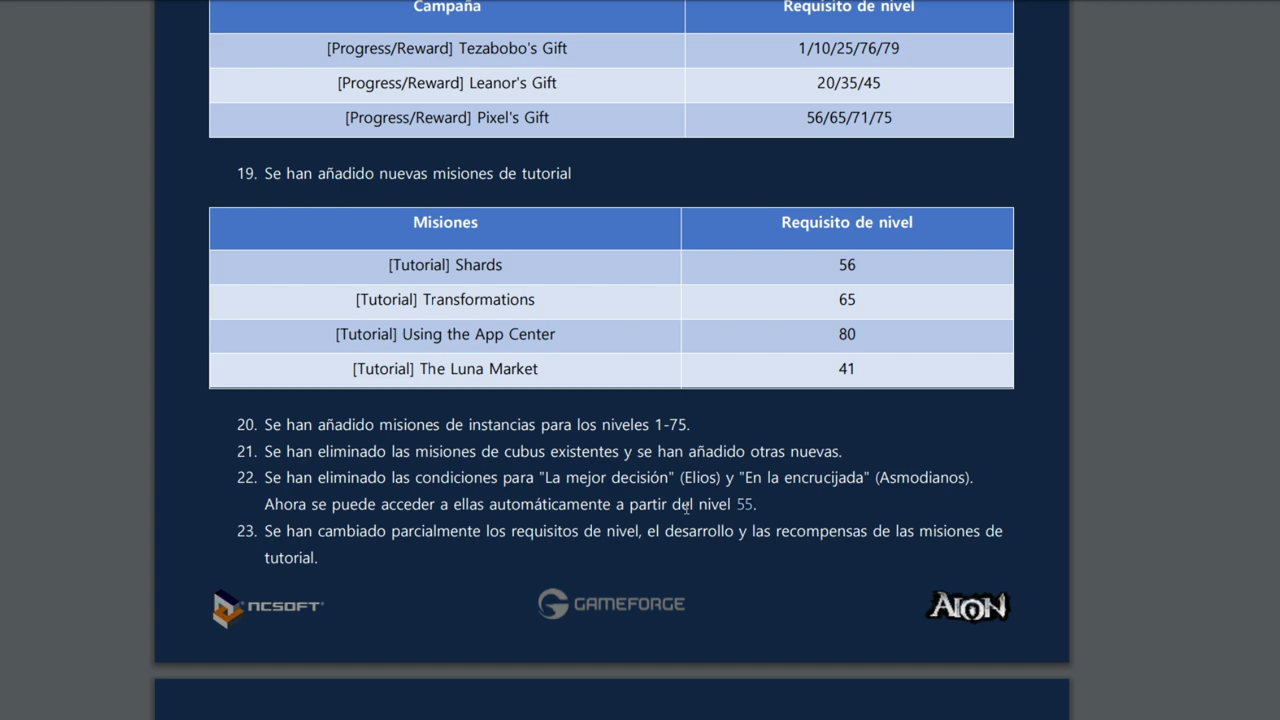 Campaña Requisito de nivel
[Progress/Reward] Tezabobo's Gift 1/10/25/76/79
[Progress/Reward] Leanor's Gift 20/35/45
[Progress/Reward] Pixel's Gift 56/65/71/75
19. Se han añadido nuevas misiones de tutorial
Misiones Requisito de nivel
[Tutorial] Shards 56
[Tutorial] Transformations 65
[Tutorial] Using the App Center 80
[Tutorial] The Luna Market 41
20. Se han añadido misiones de instancias para los niveles 1-75.
21. Se han eliminado las misiones de cubus existentes y se han añadido otras nuevas.
22. Se han eliminado las condiciones para "La mejor decisión" (Elios) y "En la encrucijada" (Asmodianos).
Ahora se puede acceder a ellas automáticamente a partir del nivel 55.
23. Se han cambiado parcialmente los requisitos de nivel, el desarrollo y las recompensas de las misiones de
tutorial.
NCSOFT GAMEFORGE AION